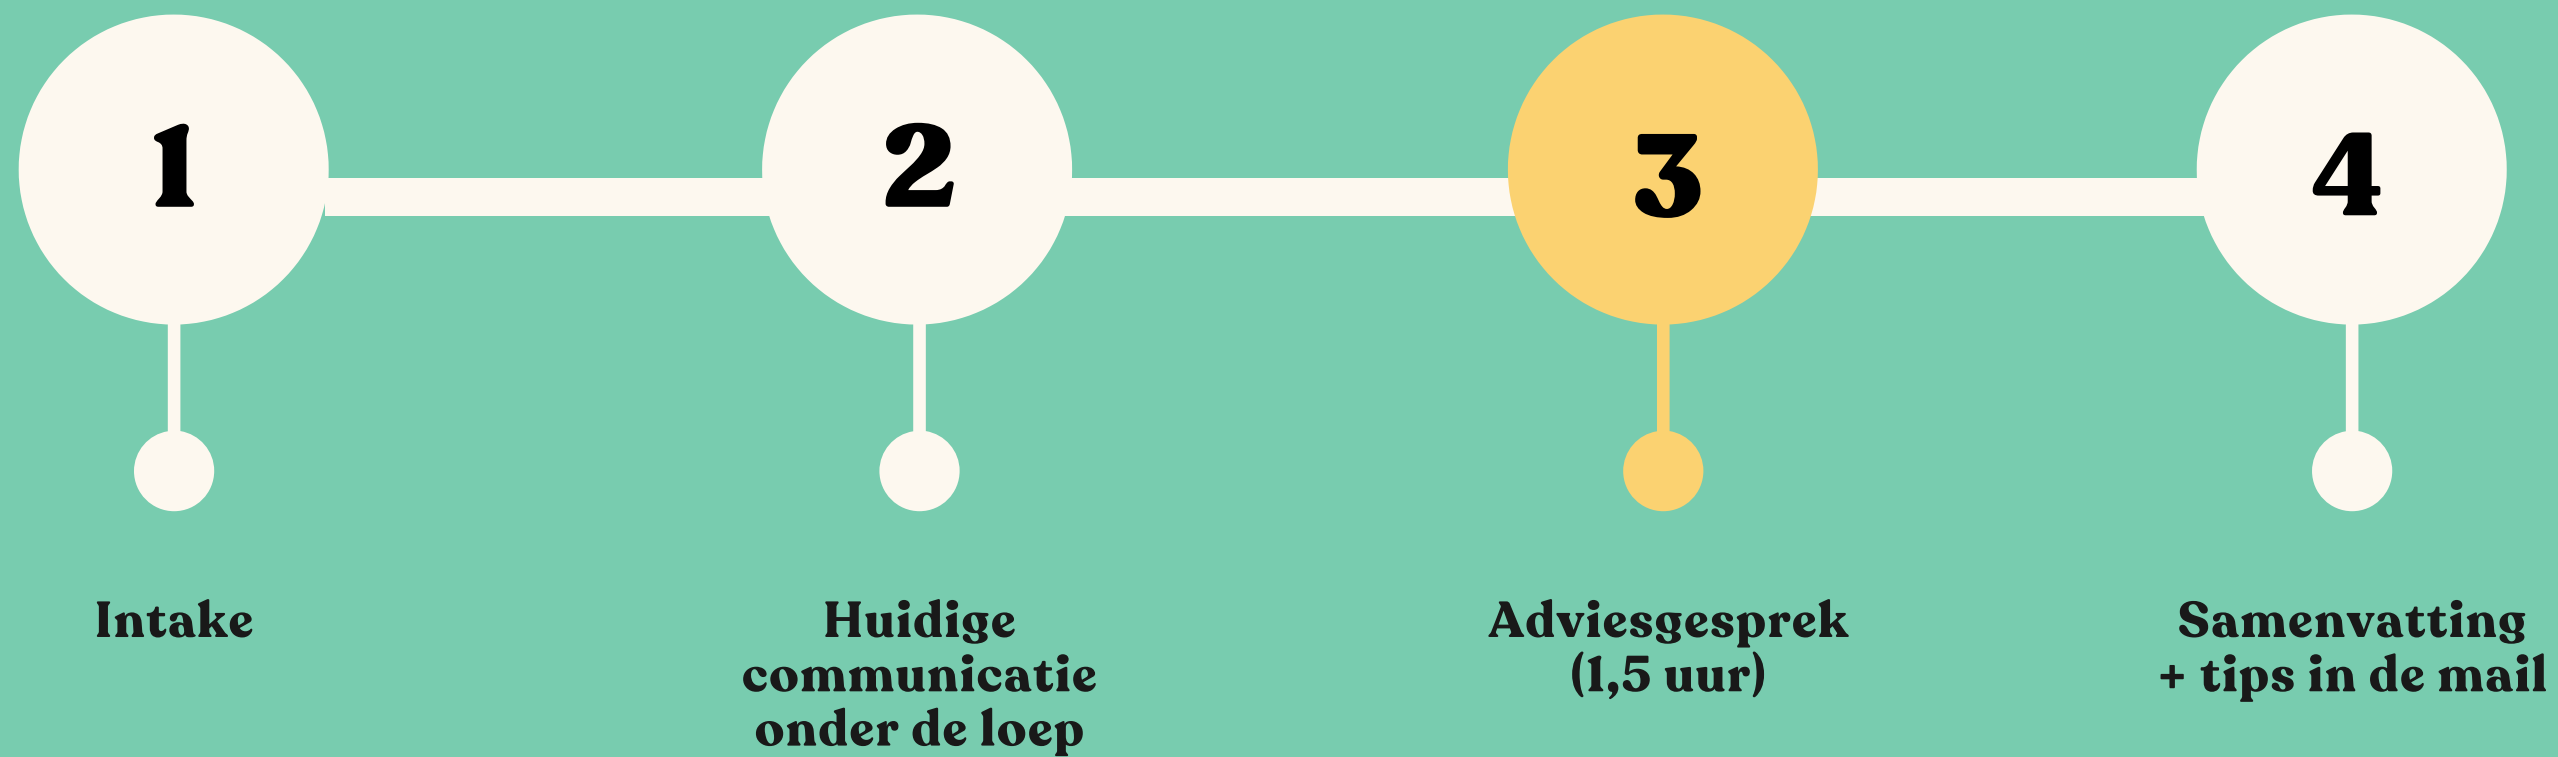 1
2
3
4
Intake
Huidige
communicatie
onder de loep
Adviesgesprek
(1,5 uur)
Samenvatting
+ tips in de mail